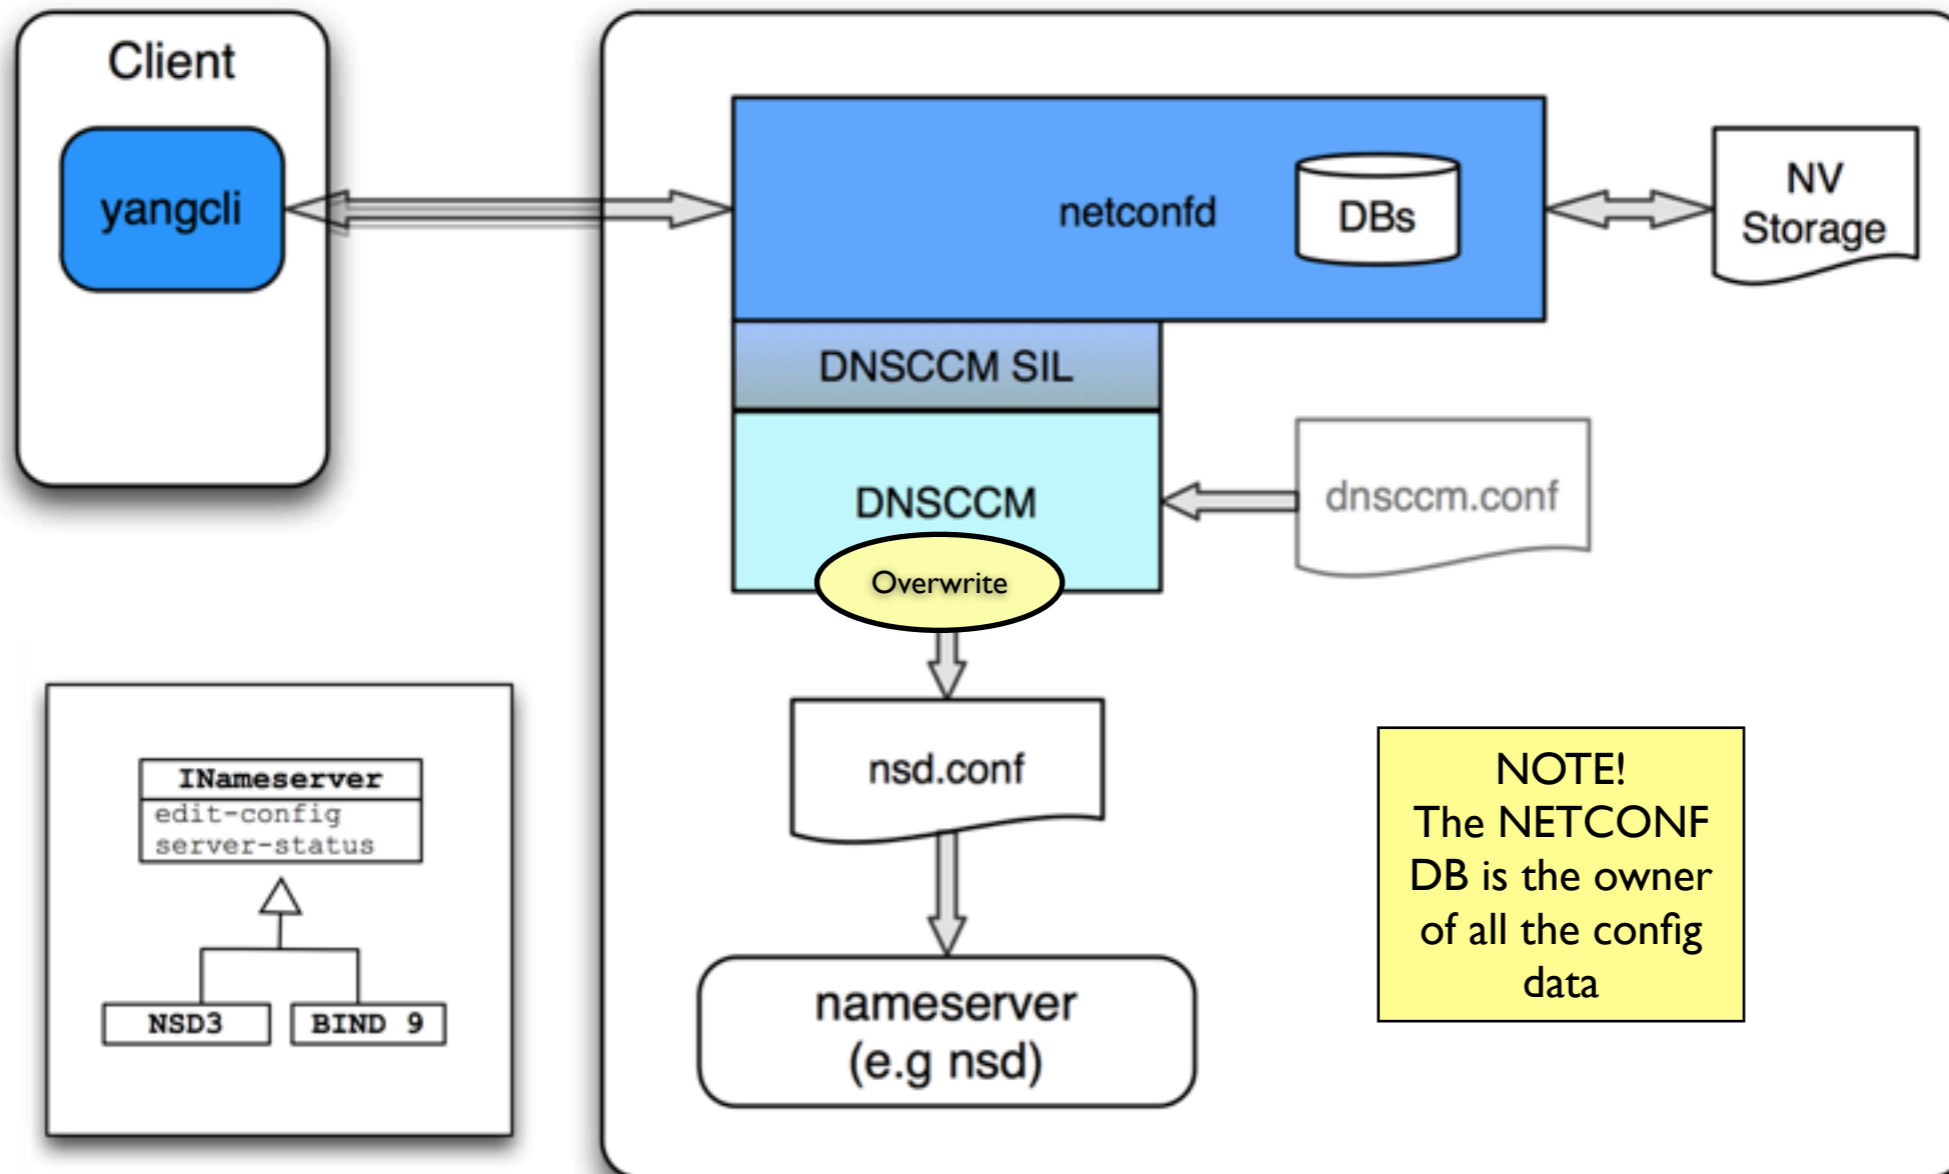 Client
yangcli
netconfd
DBs
NV
Storage
DNSCCM SIL
DNSCCM
dnsccm.conf
Overwrite
nsd.conf
nameserver
(e.g nsd)
INameserver
edit-config
server-status
NSD3
BIND 9
NOTE!
The NETCONF
DB is the owner
of all the config
data